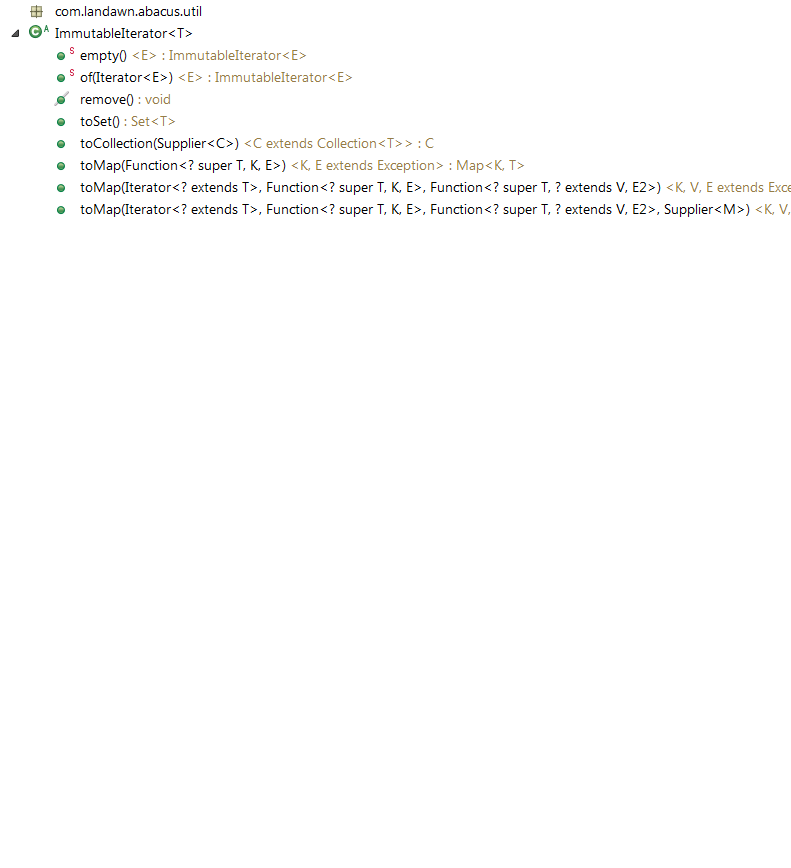 com.landawn.abacus.util
C A ImmutableIterator<T>
S empty() <E> : ImmutableIterator<E>
S of(Iterator<E>) <E> : ImmutableIterator<E>
remove() : void
toSet() : Set<T>
toCollection(Supplier<C>) <C extends Collection<T>> : C
toMap(Function<? super T, K, E>) <K, E extends Exception> : Map<K, T>
toMap(Iterator<? extends T>, Function<? super T, K, E>, Function<? super T, ? extends V, E2>) <K, V, E extends Exce
toMap(Iterator<? extends T>, Function<? super T, K, E>, Function<? super T, ? extends V, E2>, Supplier<M>) <K, V,